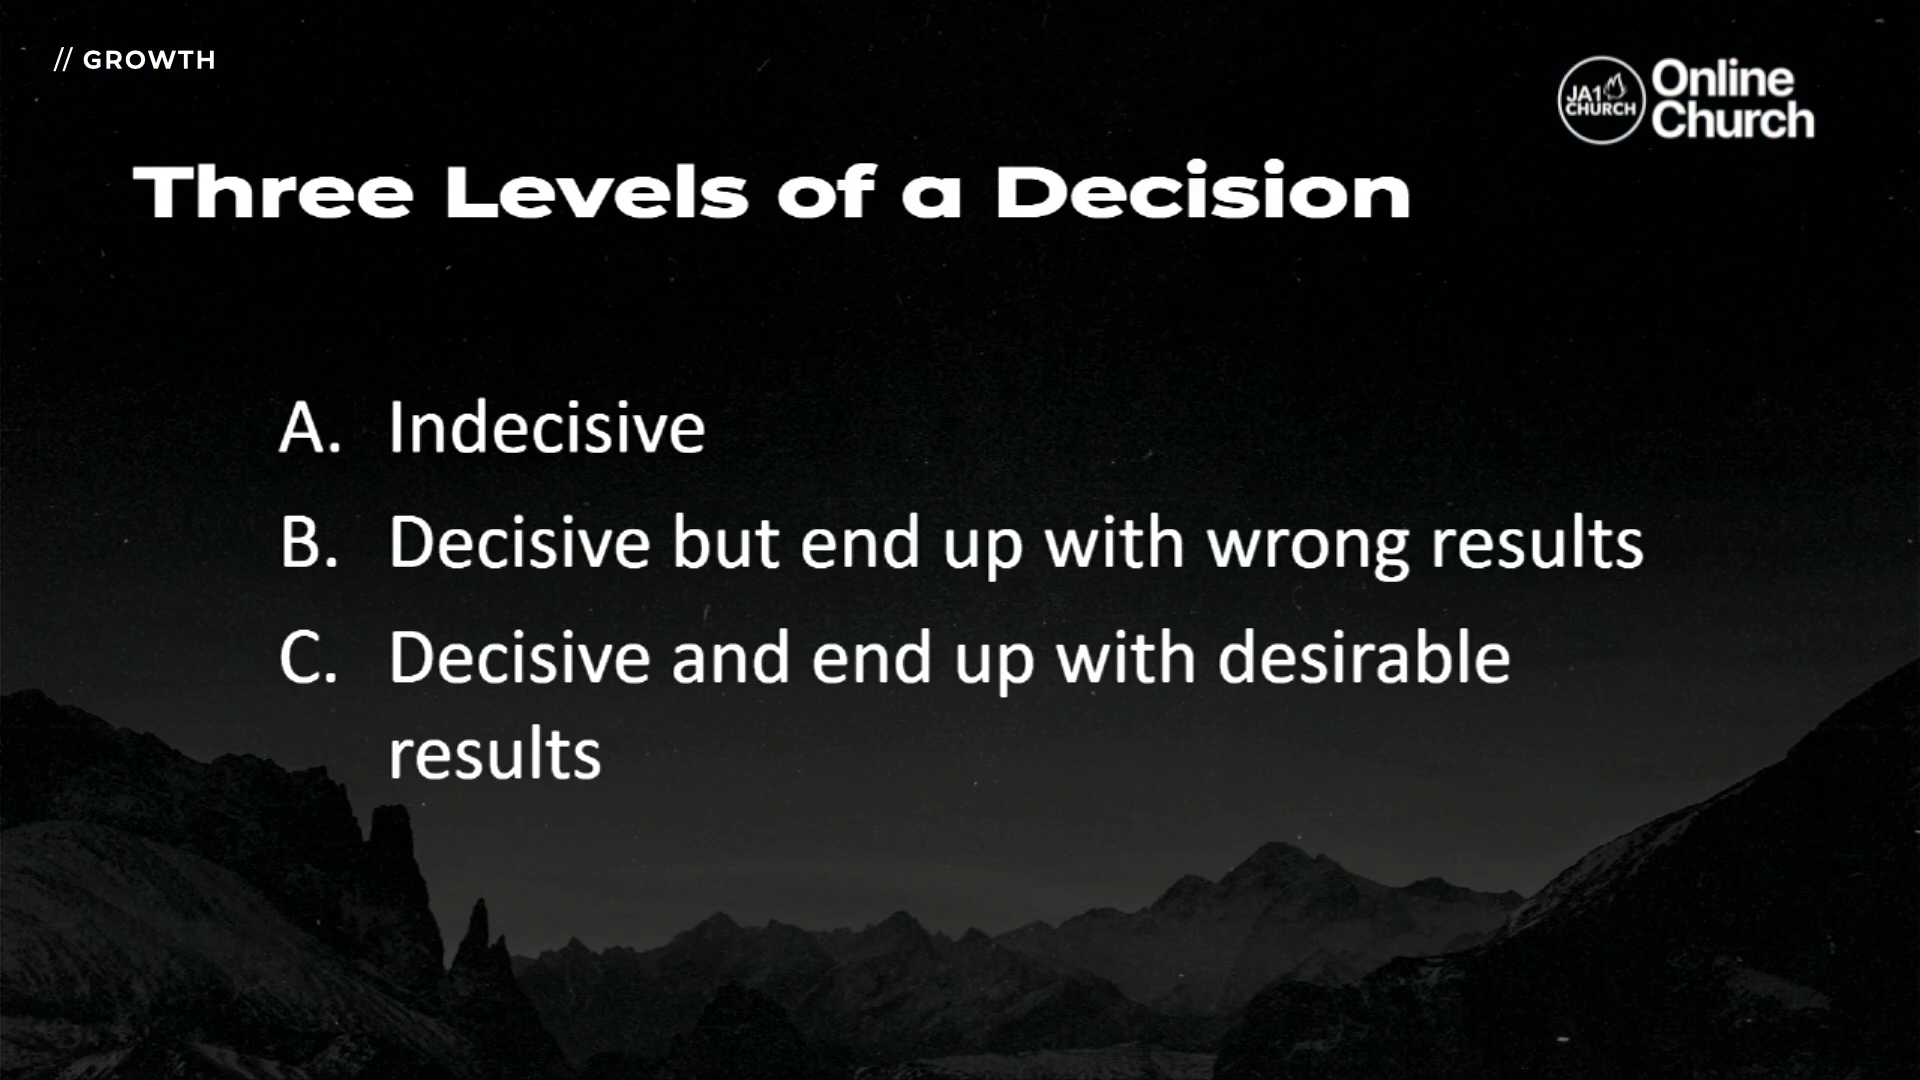 // GROWTH
JA1
CHURCH
Online
Church
Three Levels of a Decision
A. Indecisive
B. Decisive but end up with wrong results
C. Decisive and end up with desirable
results